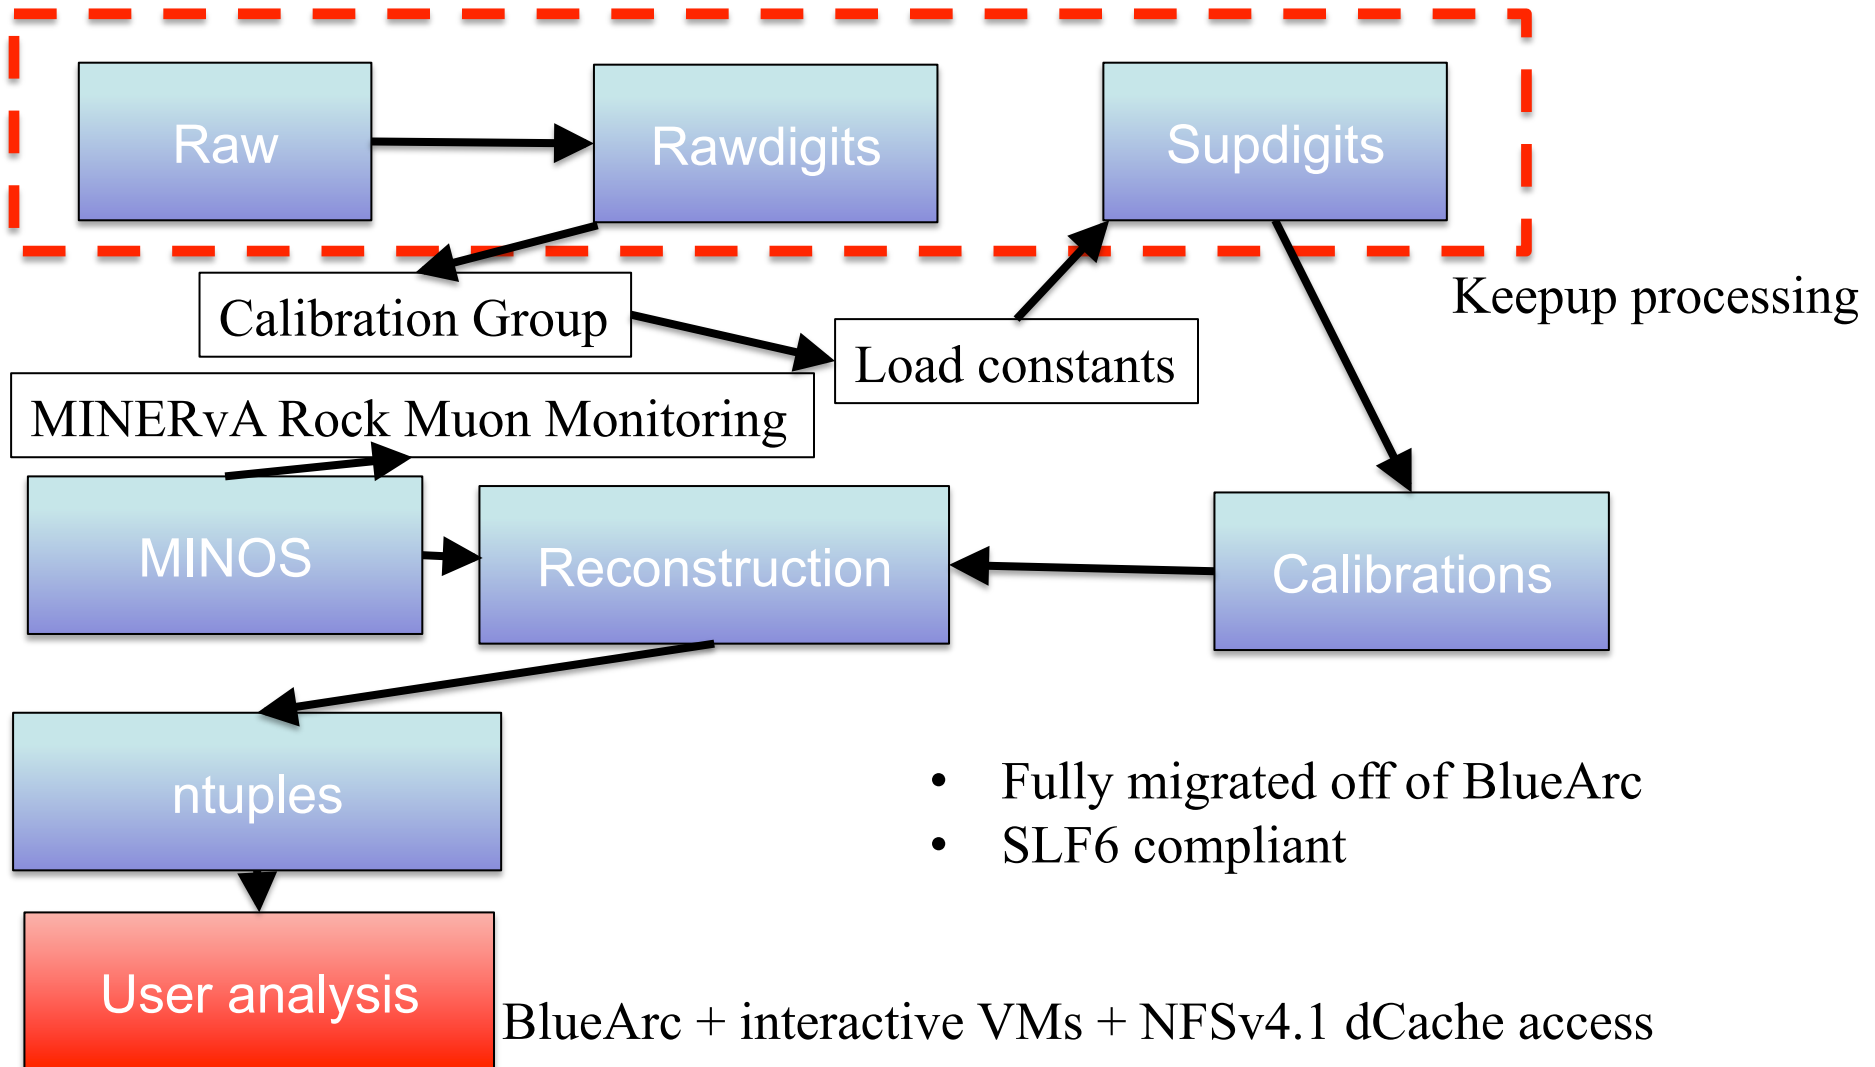 Raw
Rawdigits
Supdigits
Keepup processing
Calibration Group
Load constants
MINERvA Rock Muon Monitoring
MINOS
Reconstruction
Calibrations
ntuples
• Fully migrated off of BlueArc
• SLF6 compliant
User analysis
BlueArc + interactive VMs + NFSv4.1 dCache access